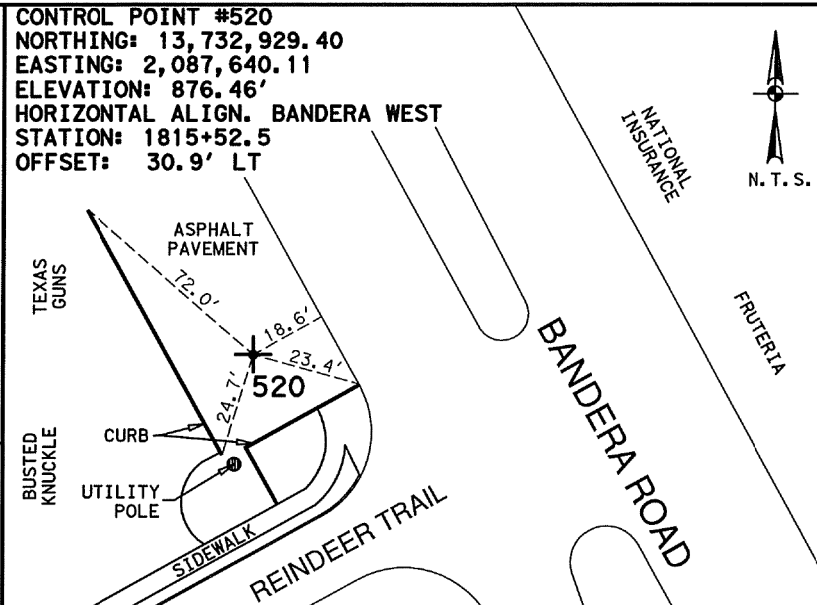 CONTROL POINT #520
NORTHING: 13,732,929.40
EASTING: 2,087,640.11
ELEVATION: 876.46'
HORIZONTAL ALIGN. BANDERA WEST
STATION: 1815+52.5
OFFSET: 30.9' LT
N.T.S.
NATIONAL
INSURANCE
ASPHALT
PAVEMENT
TEXAS
GUNS
72.0'
18.6'
23.4'
24.7'
520
FRUTERIA
BANDERA ROAD
CURB
BUSTED
KNUCKLE
UTILITY
POLE
SIDEWALK
REINDEER TRAIL